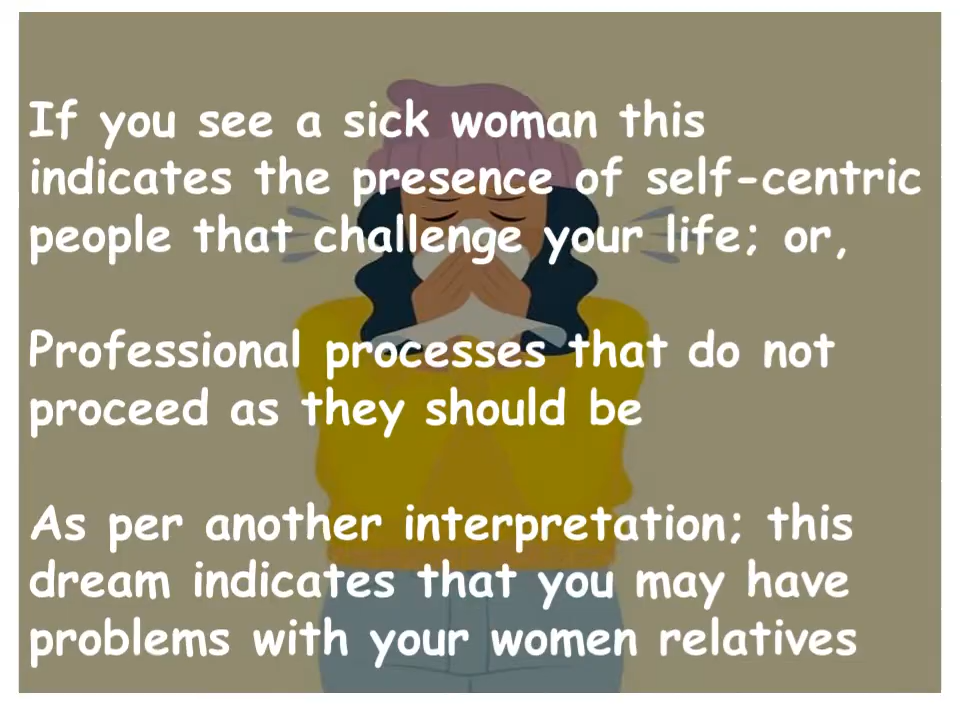 If you see a sick woman this
indicates the presence of self-centric
people that challenge your life; or,
Professional processes that do not
proceed as they should be
As per another interpretation; this
dream indicates that you may have
problems with your women relatives